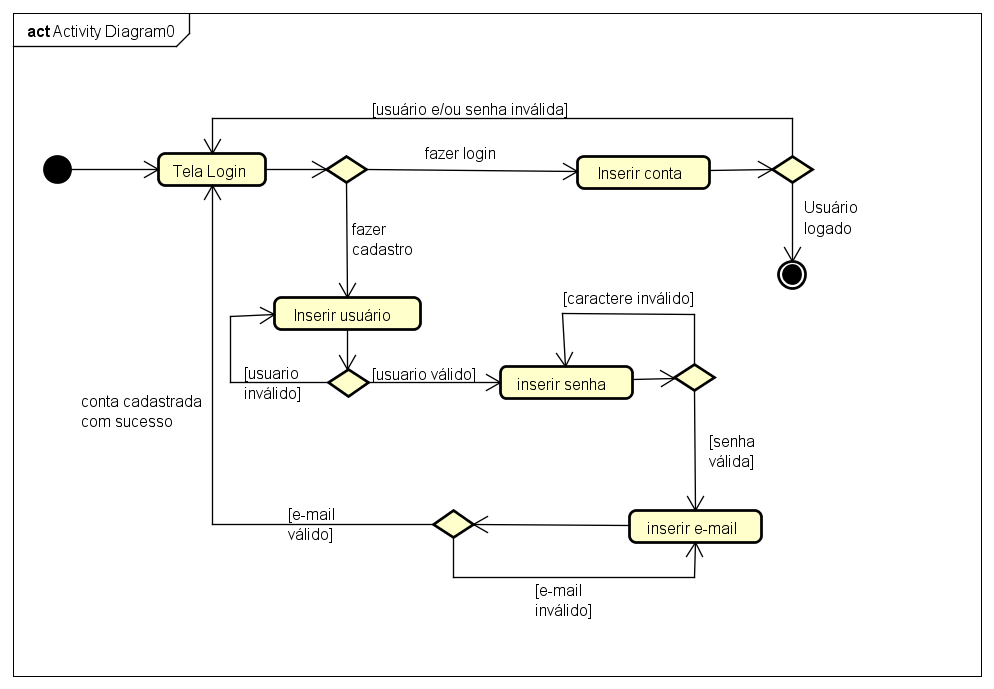 act Activity Diagram0
[usuário e/ou senha inválida]
fazer login
Tela Login
Inserir conta
Usuário
logado
fazer
cadastro
[caractere inválido]
Inserir usuário
[usuario
inválido]
[usuario válido]
inserir senha
conta cadastrada
com sucesso
[senha
válida]
[e-mail
válido]
inserir e-mail
[e-mail
inválido]